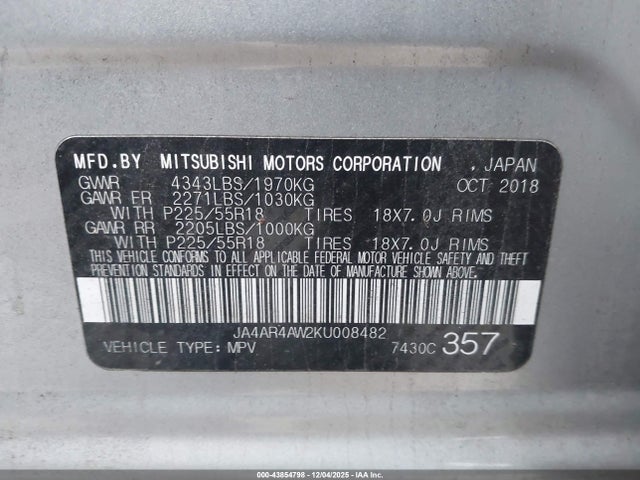 MFD.BY MITSUBISHI MOTORS CORPORATION , JAPAN
GVWR 4343LBS/1970KG OCT 2018
GAWR FR 2271LBS/1030KG
WITH P225/55R18 TIRES 18X7.0J RIMS
GAWR RR 2205LBS/1000KG
WITH P225/55R18 TIRES 18X7.0J RIMS
THIS VEHICLE CONFORMS TO ALL APPLICABLE FEDERAL MOTOR VEHICLE SAFETY AND
THEFT PREVENTION STANDARDS IN EFFECT ON THE DATE OF MANUFACTURE SHOWN ABOVE.
JA4AR4AW2KU008482
VEHICLE TYPE: MPV 7430C 357
000-43854798 - 12/04/2025 - IAAI.com